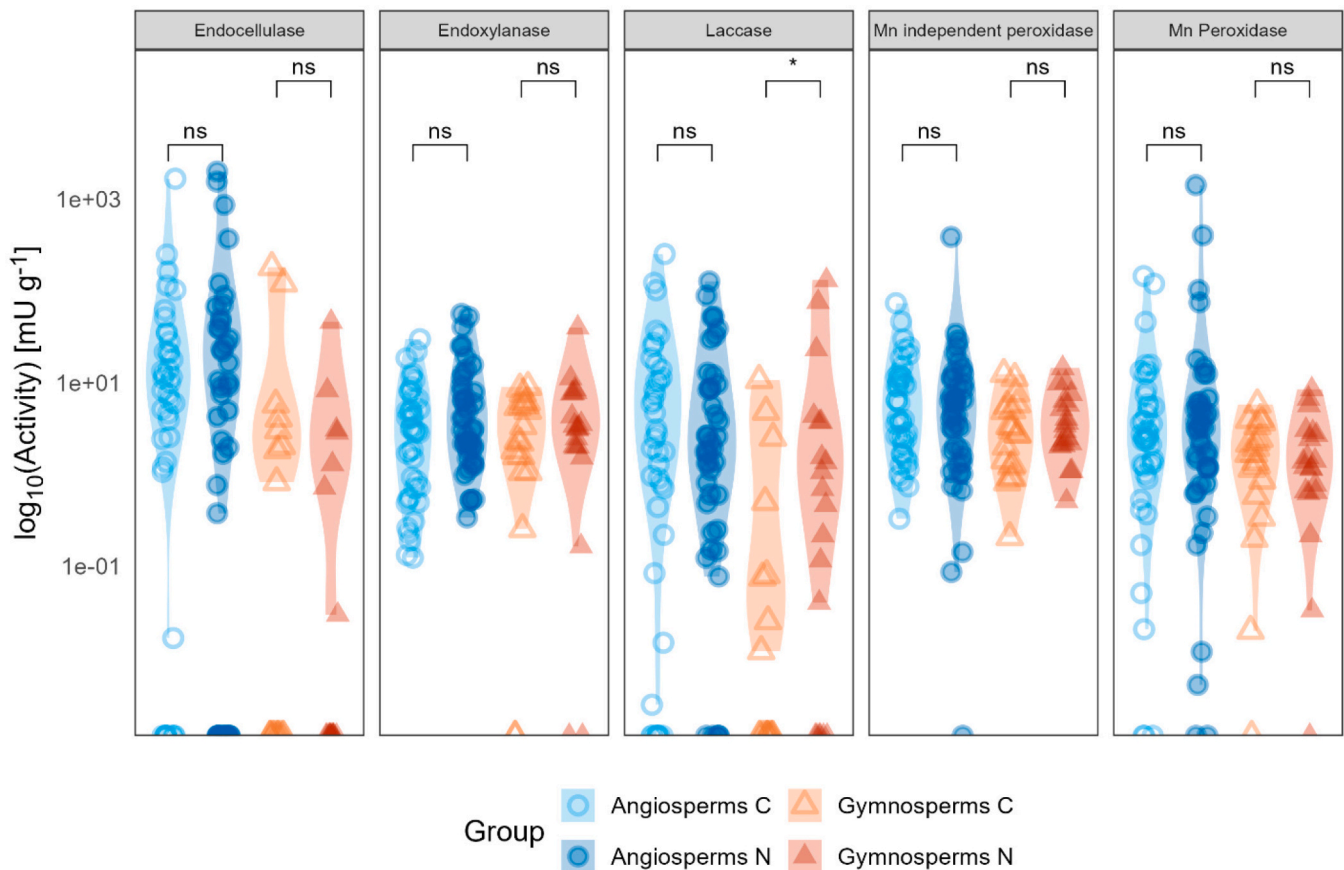 Endocellulase Endoxylanase Laccase Mn independent peroxidase Mn Peroxidase
ns ns * ns ns
ns ns ns ns ns
1e+03
1e+01
1e-01
log10(Activity) [mU g-1]
Group
Angiosperms C Gymnosperms C
Angiosperms N Gymnosperms N